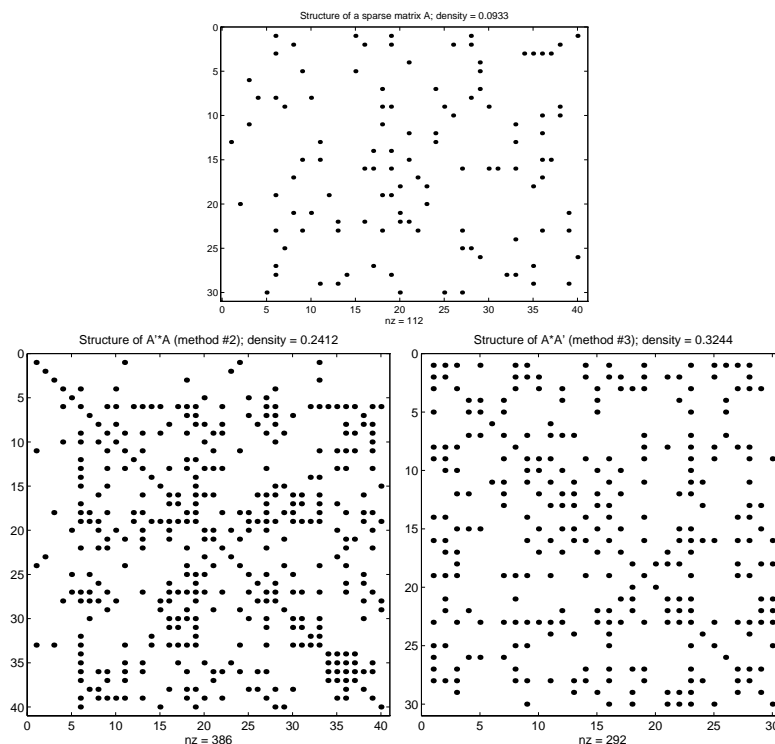 Structure of a sparse matrix A; density = 0.0933
0
5
10
15
20
25
30
0 5 10 15 20 25 30 35 40
nz = 112
Structure of A'*A (method #2); density = 0.2412
0
5
10
15
20
25
30
35
40
0 5 10 15 20 25 30 35 40
nz = 386
Structure of A*A' (method #3); density = 0.3244
0
5
10
15
20
25
30
0 5 10 15 20 25 30
nz = 292